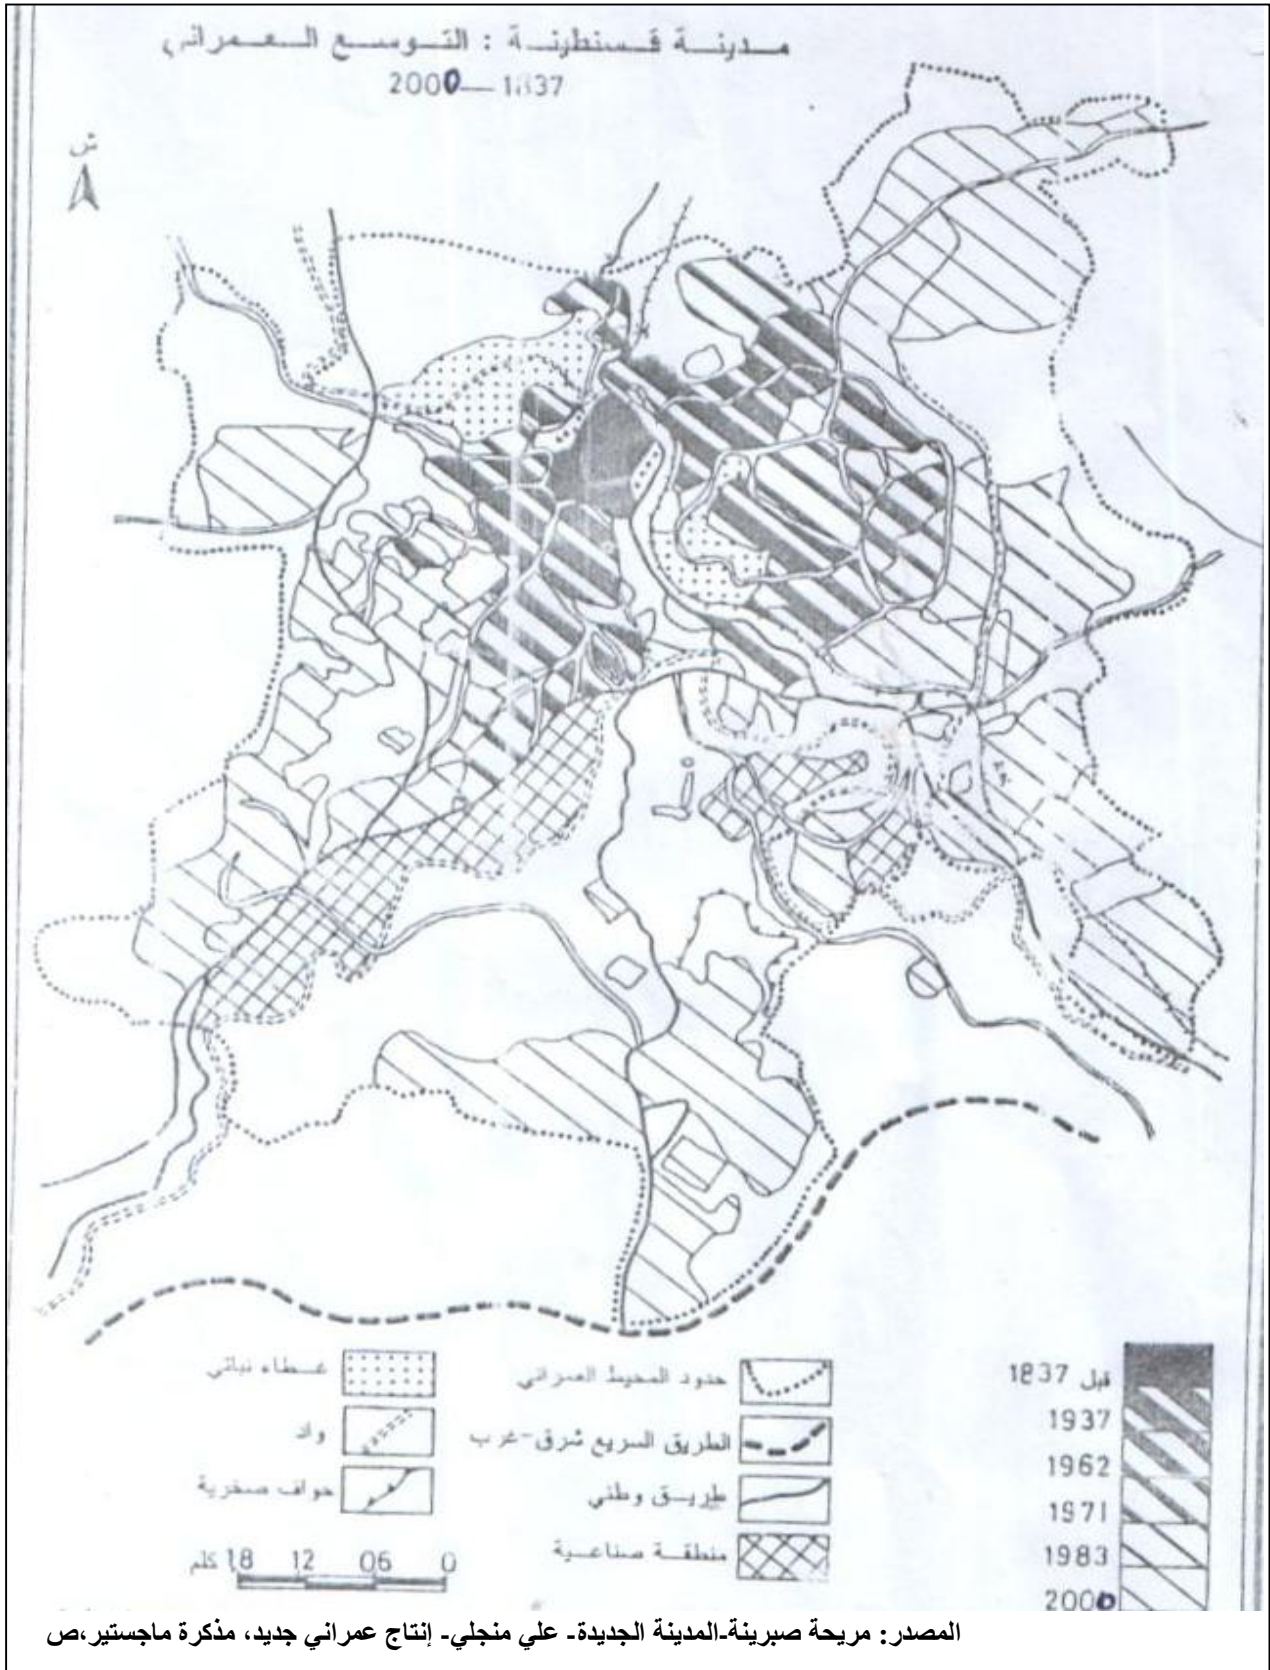 مدينة قسنطينة : التوسع العمراني
1837—2000
ش
قبل 1837
1937
1962
1971
1983
2000
حدود المحيط العمراني
الطريق السريع شرق-غرب
طريق وطني
منطقة صناعية
غطاء نباتي
واد
حواف صخرية
0 06 12 18 كلم
المصدر: مريحة صبرينة-المدينة الجديدة- علي منجلي- إنتاج عمراني جديد، مذكرة ماجستير،ص